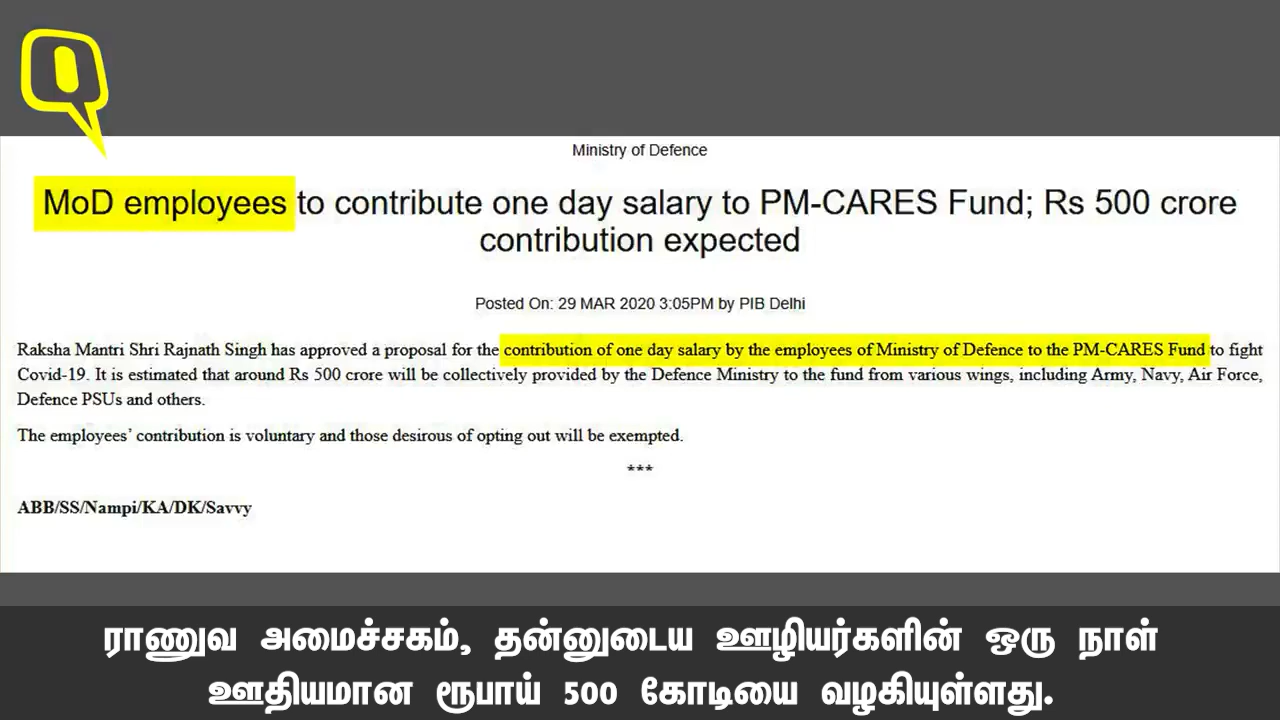 Ministry of Defence
MoD employees to contribute one day salary to PM-CARES Fund; Rs 500 crore
contribution expected
Posted On: 29 MAR 2020 3:05PM by PIB Delhi
Raksha Mantri Shri Rajnath Singh has approved a proposal for the contribution of one day salary by the employees of Ministry of Defence to the PM-CARES Fund to fight
Covid-19. It is estimated that around Rs 500 crore will be collectively provided by the Defence Ministry to the fund from various wings, including Army, Navy, Air Force,
Defence PSUs and others.
The employees' contribution is voluntary and those desirous of opting out will be exempted.
***
ABB/SS/Nampi/KA/DK/Savvy
ராணுவ அமைச்சகம், தன்னுடைய ஊழியர்களின் ஒரு நாள்
ஊதியமான ரூபாய் 500 கோடியை வழகியுள்ளது.